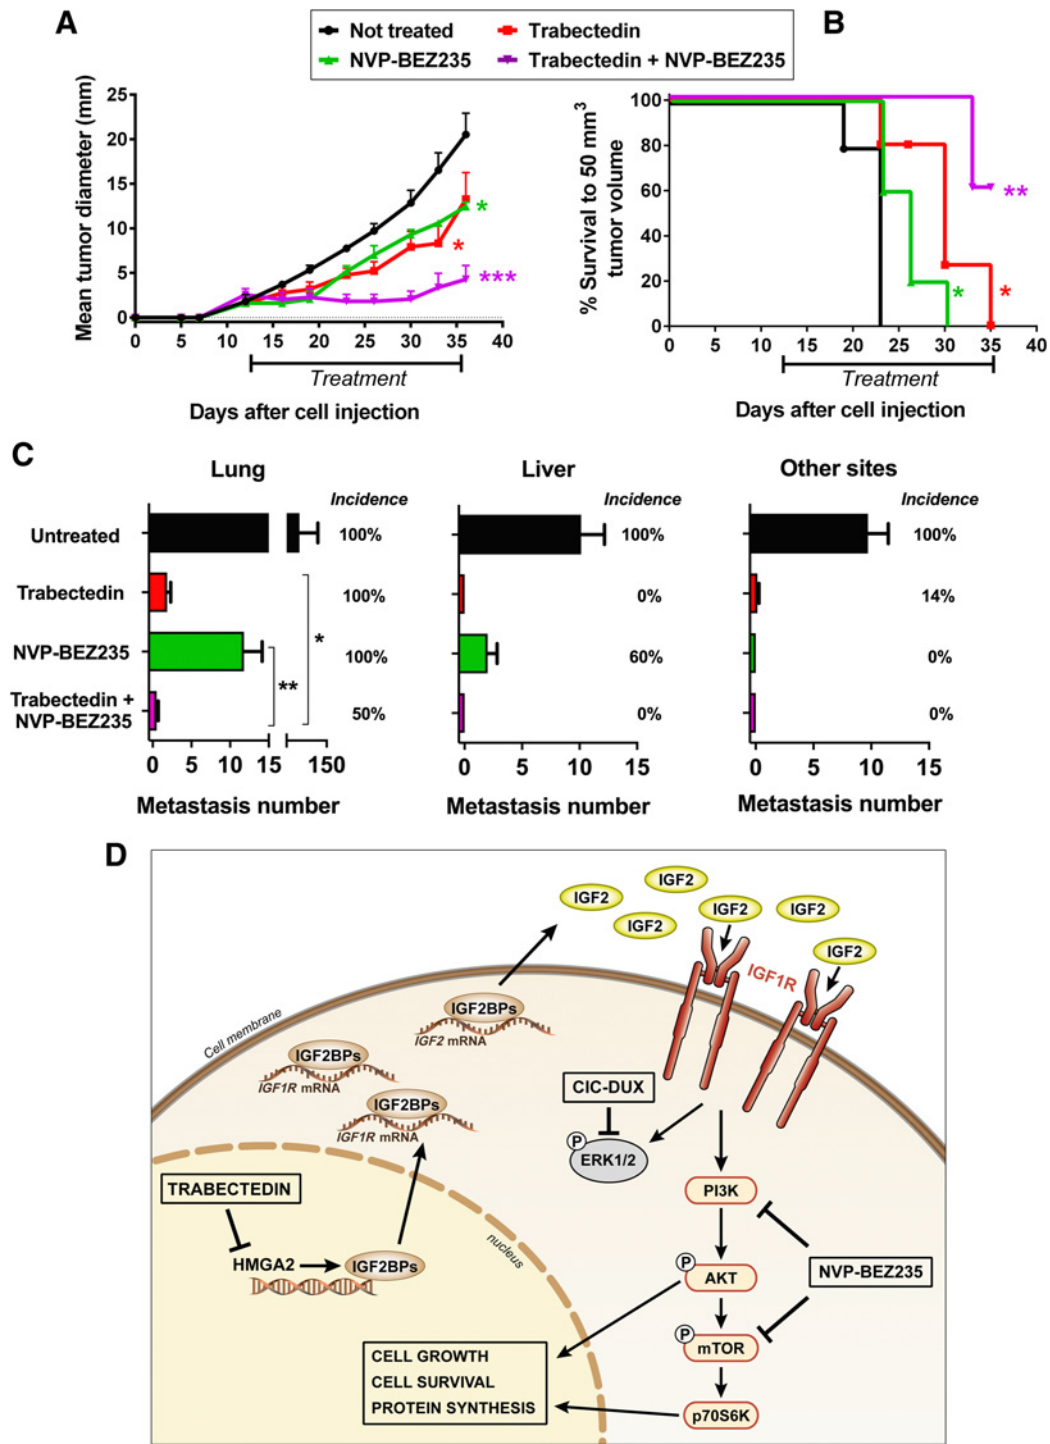 A
B
Not treated
Trabectedin
NVP-BEZ235
Trabectedin + NVP-BEZ235
Mean tumor diameter (mm)
25
20
15
10
5
0
0 5 10 15 20 25 30 35 40
*
*
***
Treatment
Days after cell injection
% Survival to 50 mm³
tumor volume
100
80
60
40
20
0
0 5 10 15 20 25 30 35 40
**
*
*
Treatment
Days after cell injection
C
Lung
Liver
Other sites
Incidence
Incidence
Incidence
Untreated
100%
100%
100%
Trabectedin
100%
0%
14%
NVP-BEZ235
100%
60%
0%
Trabectedin +
NVP-BEZ235
50%
0%
0%
*
**
0 5 10 15 150
0 5 10 15
0 5 10 15
Metastasis number
Metastasis number
Metastasis number
D
IGF2
IGF2
IGF2
IGF2
IGF2
IGF2
IGF1R
Cell membrane
IGF2BPs
IGF2 mRNA
IGF2BPs
IGF1R mRNA
IGF2BPs
IGF1R mRNA
CIC-DUX
P
ERK1/2
PI3K
TRABECTEDIN
nucleus
HMGA2
IGF2BPs
P
AKT
NVP-BEZ235
P
mTOR
p70S6K
CELL GROWTH
CELL SURVIVAL
PROTEIN SYNTHESIS